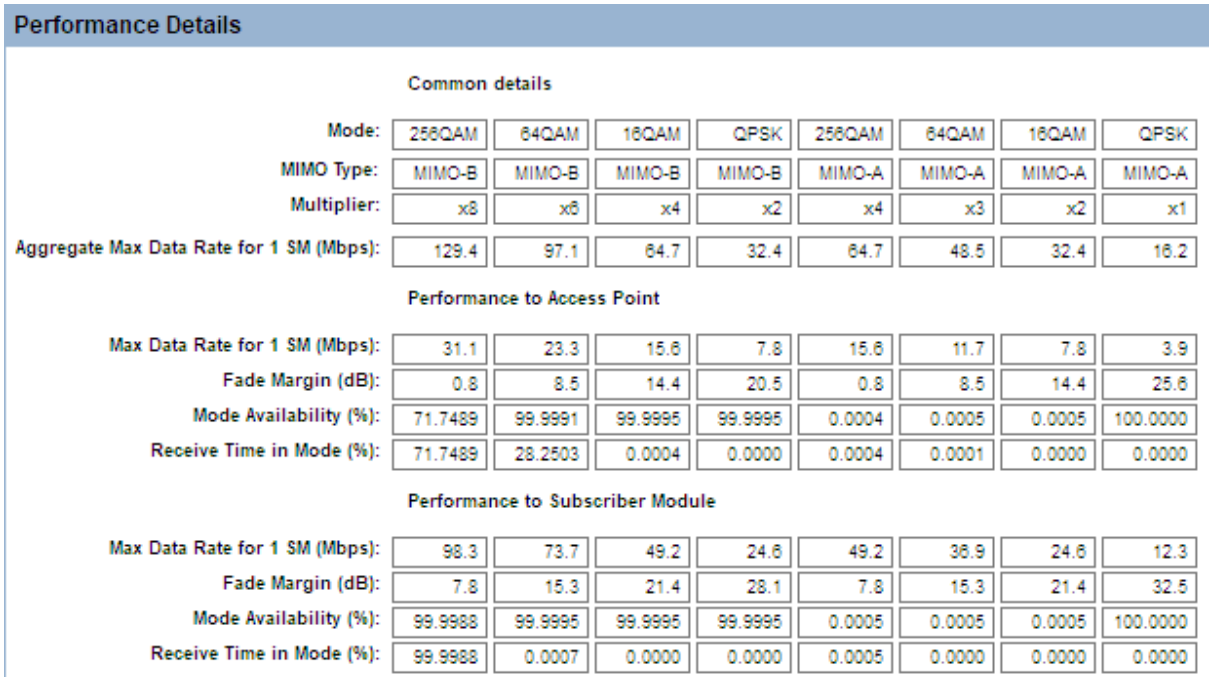 Performance Details
Common details
Mode: 256QAM 64QAM 16QAM QPSK 256QAM 64QAM 16QAM QPSK
MIMO Type: MIMO-B MIMO-B MIMO-B MIMO-B MIMO-A MIMO-A MIMO-A MIMO-A
Multiplier: x8 x6 x4 x2 x4 x3 x2 x1
Aggregate Max Data Rate for 1 SM (Mbps): 129.4 97.1 64.7 32.4 64.7 48.5 32.4 16.2
Performance to Access Point
Max Data Rate for 1 SM (Mbps): 31.1 23.3 15.6 7.8 15.6 11.7 7.8 3.9
Fade Margin (dB): 0.8 8.5 14.4 20.5 0.8 8.5 14.4 25.6
Mode Availability (%): 71.7489 99.9991 99.9995 99.9995 0.0004 0.0005 0.0005 100.0000
Receive Time in Mode (%): 71.7489 28.2503 0.0004 0.0000 0.0004 0.0001 0.0000 0.0000
Performance to Subscriber Module
Max Data Rate for 1 SM (Mbps): 98.3 73.7 49.2 24.6 49.2 36.9 24.6 12.3
Fade Margin (dB): 7.8 15.3 21.4 28.1 7.8 15.3 21.4 32.5
Mode Availability (%): 99.9988 99.9995 99.9995 99.9995 0.0005 0.0005 0.0005 100.0000
Receive Time in Mode (%): 99.9988 0.0007 0.0000 0.0000 0.0005 0.0000 0.0000 0.0000